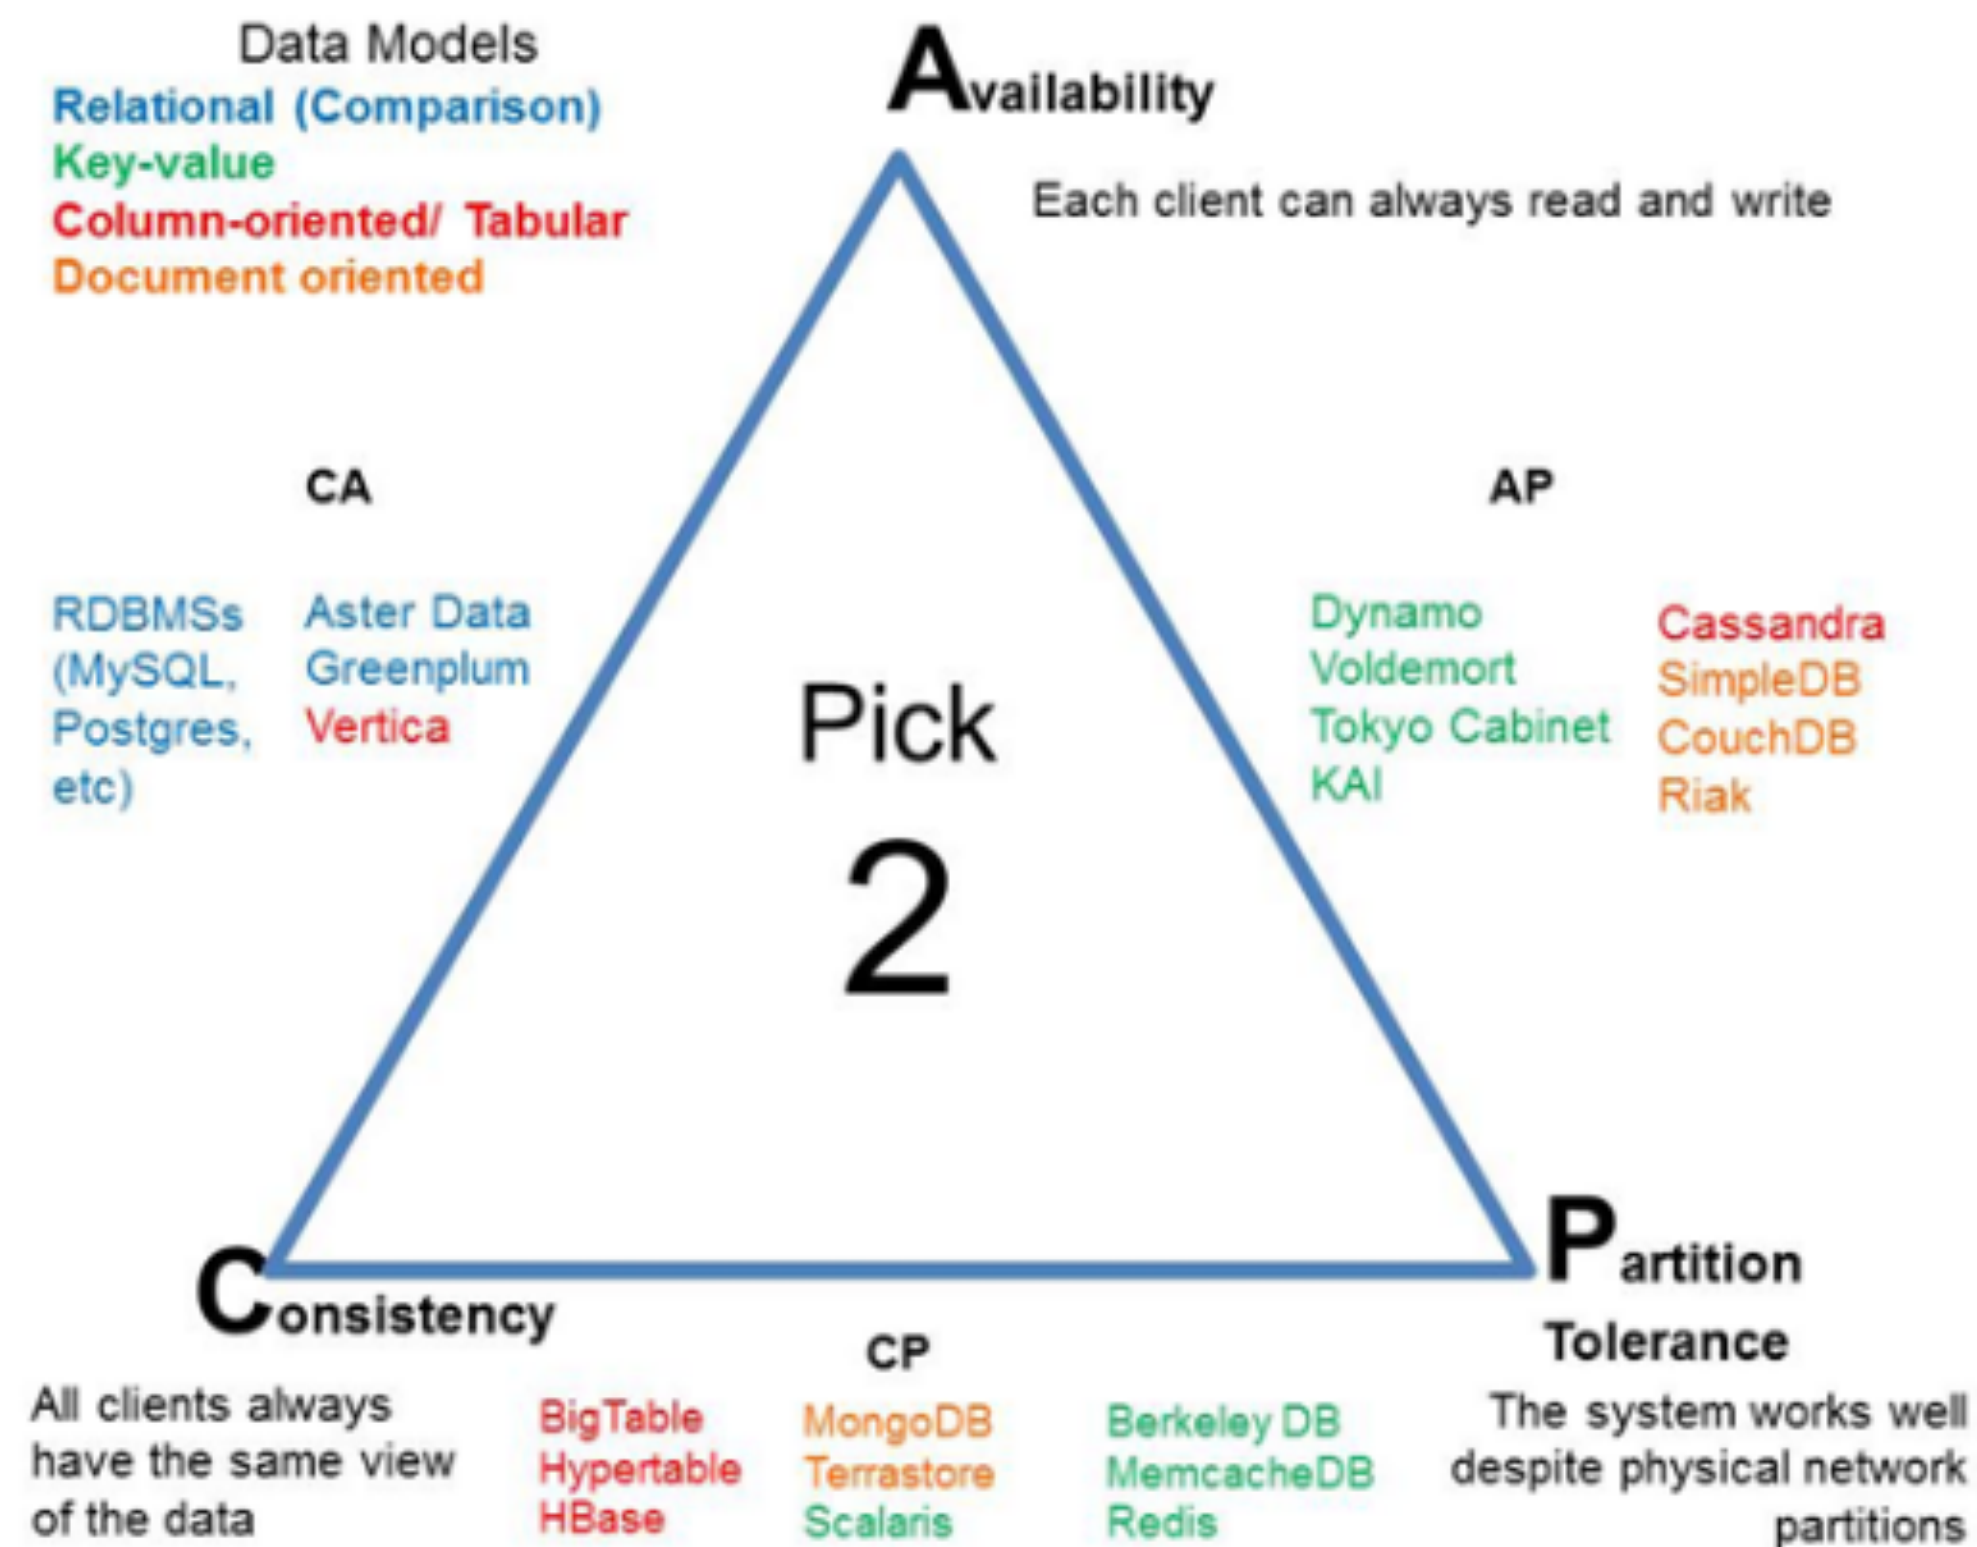 Data Models
Relational (Comparison)
Key-value
Column-oriented/ Tabular
Document oriented
Availability
Each client can always read and write
CA
RDBMSs
(MySQL,
Postgres,
etc)
Aster Data
Greenplum
Vertica
Pick
2
AP
Dynamo
Voldemort
Tokyo Cabinet
KAI
Cassandra
SimpleDB
CouchDB
Riak
Consistency
All clients always
have the same view
of the data
CP
BigTable
Hypertable
HBase
MongoDB
Terrastore
Scalaris
Berkeley DB
MemcacheDB
Redis
Partition
Tolerance
The system works well
despite physical network
partitions